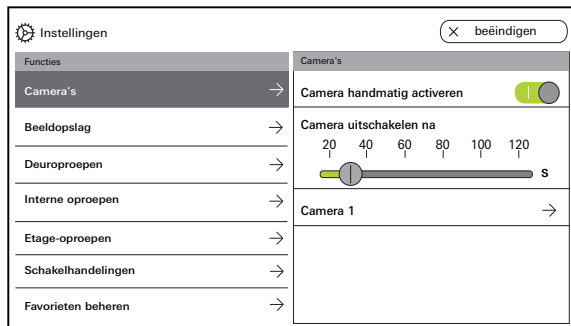 Instellingen
beëindigen
Functies
Camera's
Beeldopslag
Deuroproepen
Interne oproepen
Etage-oproepen
Schakelhandelingen
Favorieten beheren
Camera's
Camera handmatig activeren
Camera uitschakelen na
20 40 60 80 100 120
S
Camera 1